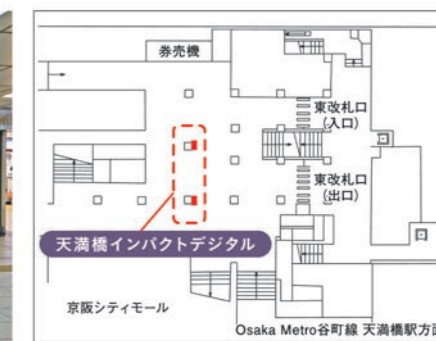 券売機
東改札口
(入口)
東改札口
(出口)
天満橋インパクトデジタル
京阪シティモール
Osaka Metro谷町線 天満橋駅方面